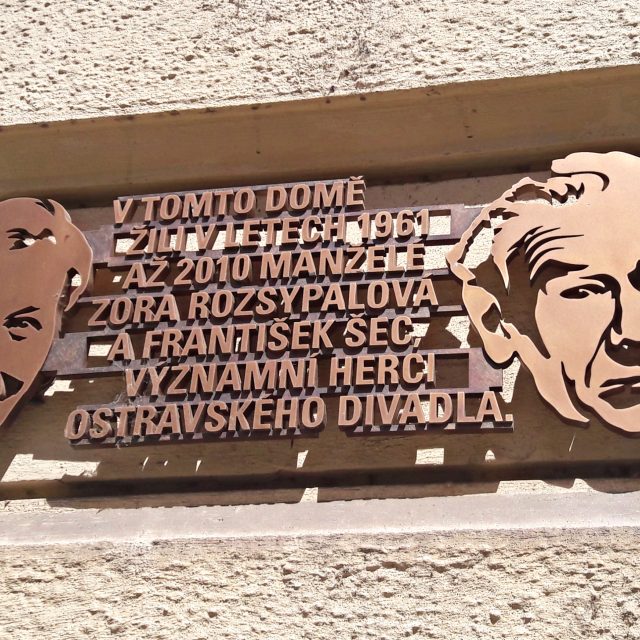 V TOMTO DOMĚ
ŽILI V LETECH 1961
AŽ 2010 MANŽELÉ
ZORA ROZSYPALOVÁ
A FRANTIŠEK ŠEC,
VÝZNAMNÍ HERCI
OSTRAVSKÉHO DIVADLA.